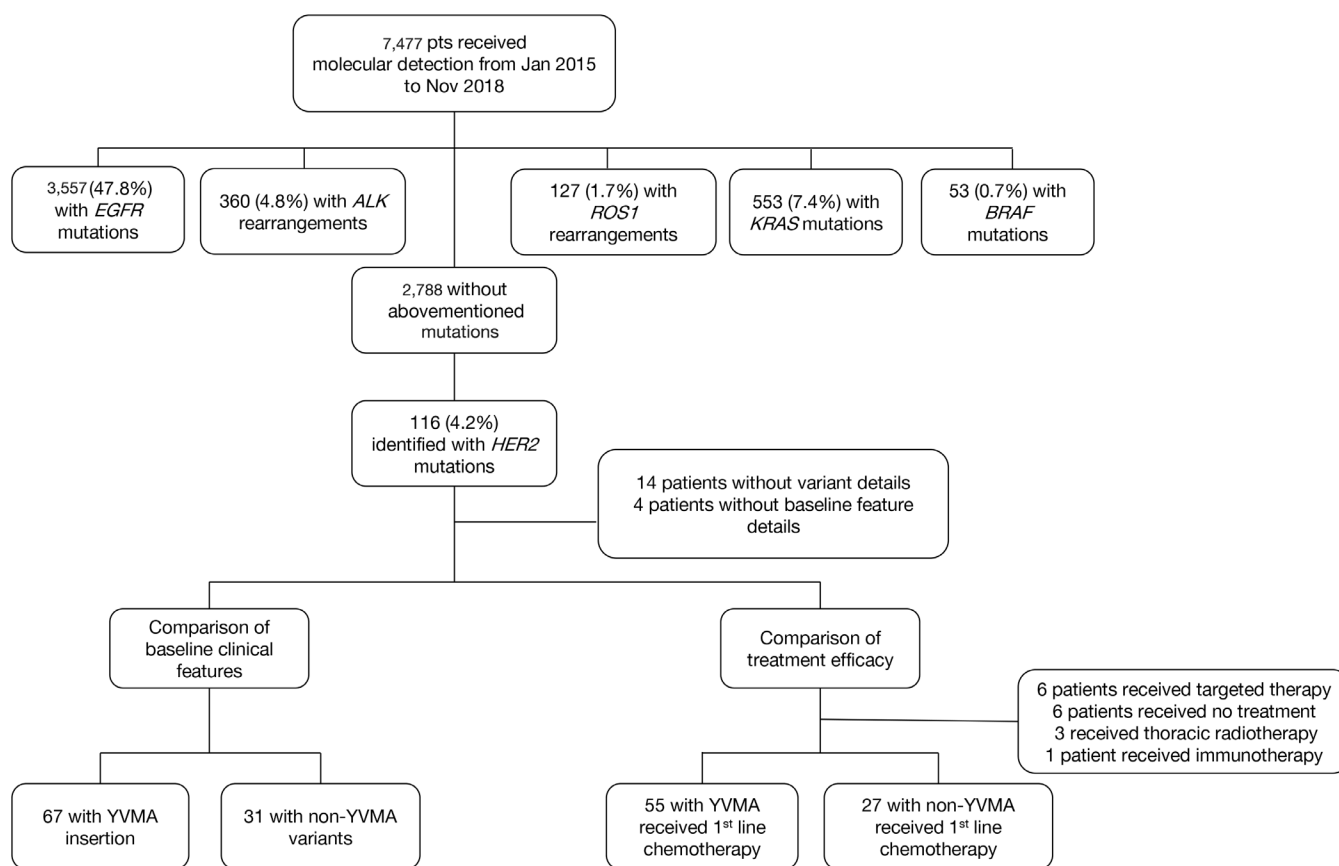 7,477 pts received
molecular detection from Jan 2015
to Nov 2018
3,557 (47.8%)
with EGFR
mutations
360 (4.8%) with ALK
rearrangements
127 (1.7%) with
ROS1
rearrangements
553 (7.4%) with
KRAS mutations
53 (0.7%) with
BRAF
mutations
2,788 without
abovementioned
mutations
116 (4.2%)
identified with HER2
mutations
14 patients without variant details
4 patients without baseline feature
details
Comparison of
baseline clinical
features
Comparison of
treatment efficacy
6 patients received targeted therapy
6 patients received no treatment
3 received thoracic radiotherapy
1 patient received immunotherapy
67 with YVMA
insertion
31 with non-YVMA
variants
55 with YVMA
received 1st line
chemotherapy
27 with non-YVMA
received 1st line
chemotherapy